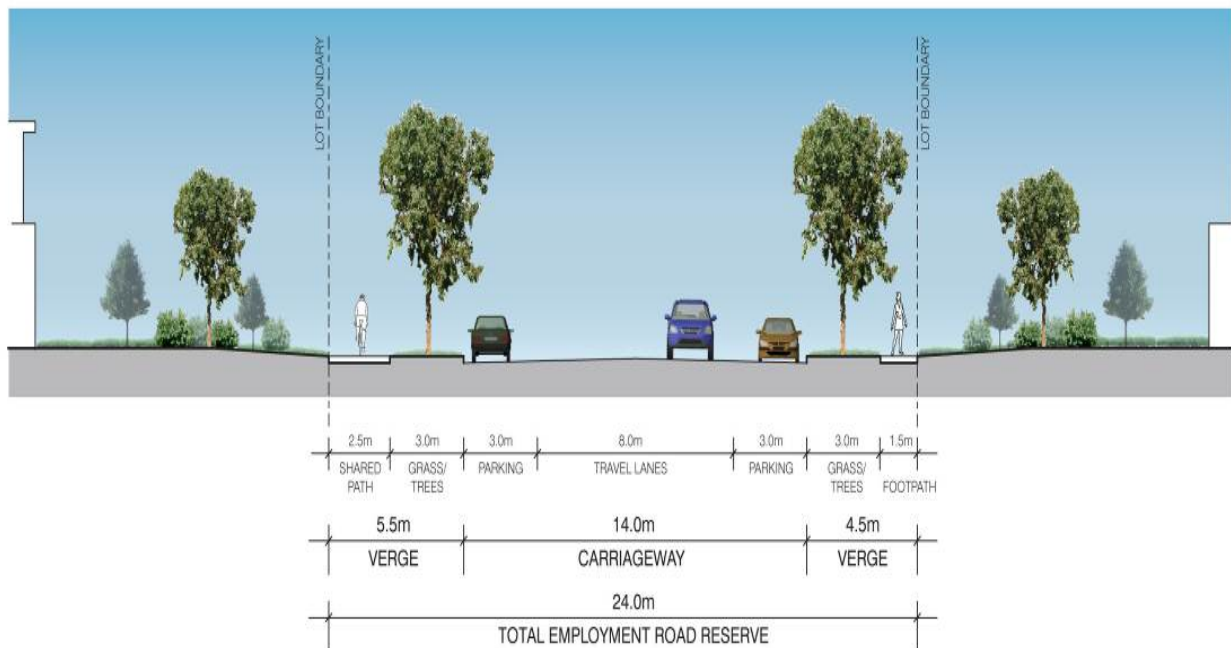 LOT BOUNDARY
LOT BOUNDARY
2.5m 3.0m 3.0m 8.0m 3.0m 3.0m 1.5m
SHARED GRASS/ PARKING TRAVEL LANES PARKING GRASS/ FOOTPATH
PATH TREES TREES
5.5m 14.0m 4.5m
VERGE CARRIAGEWAY VERGE
24.0m
TOTAL EMPLOYMENT ROAD RESERVE